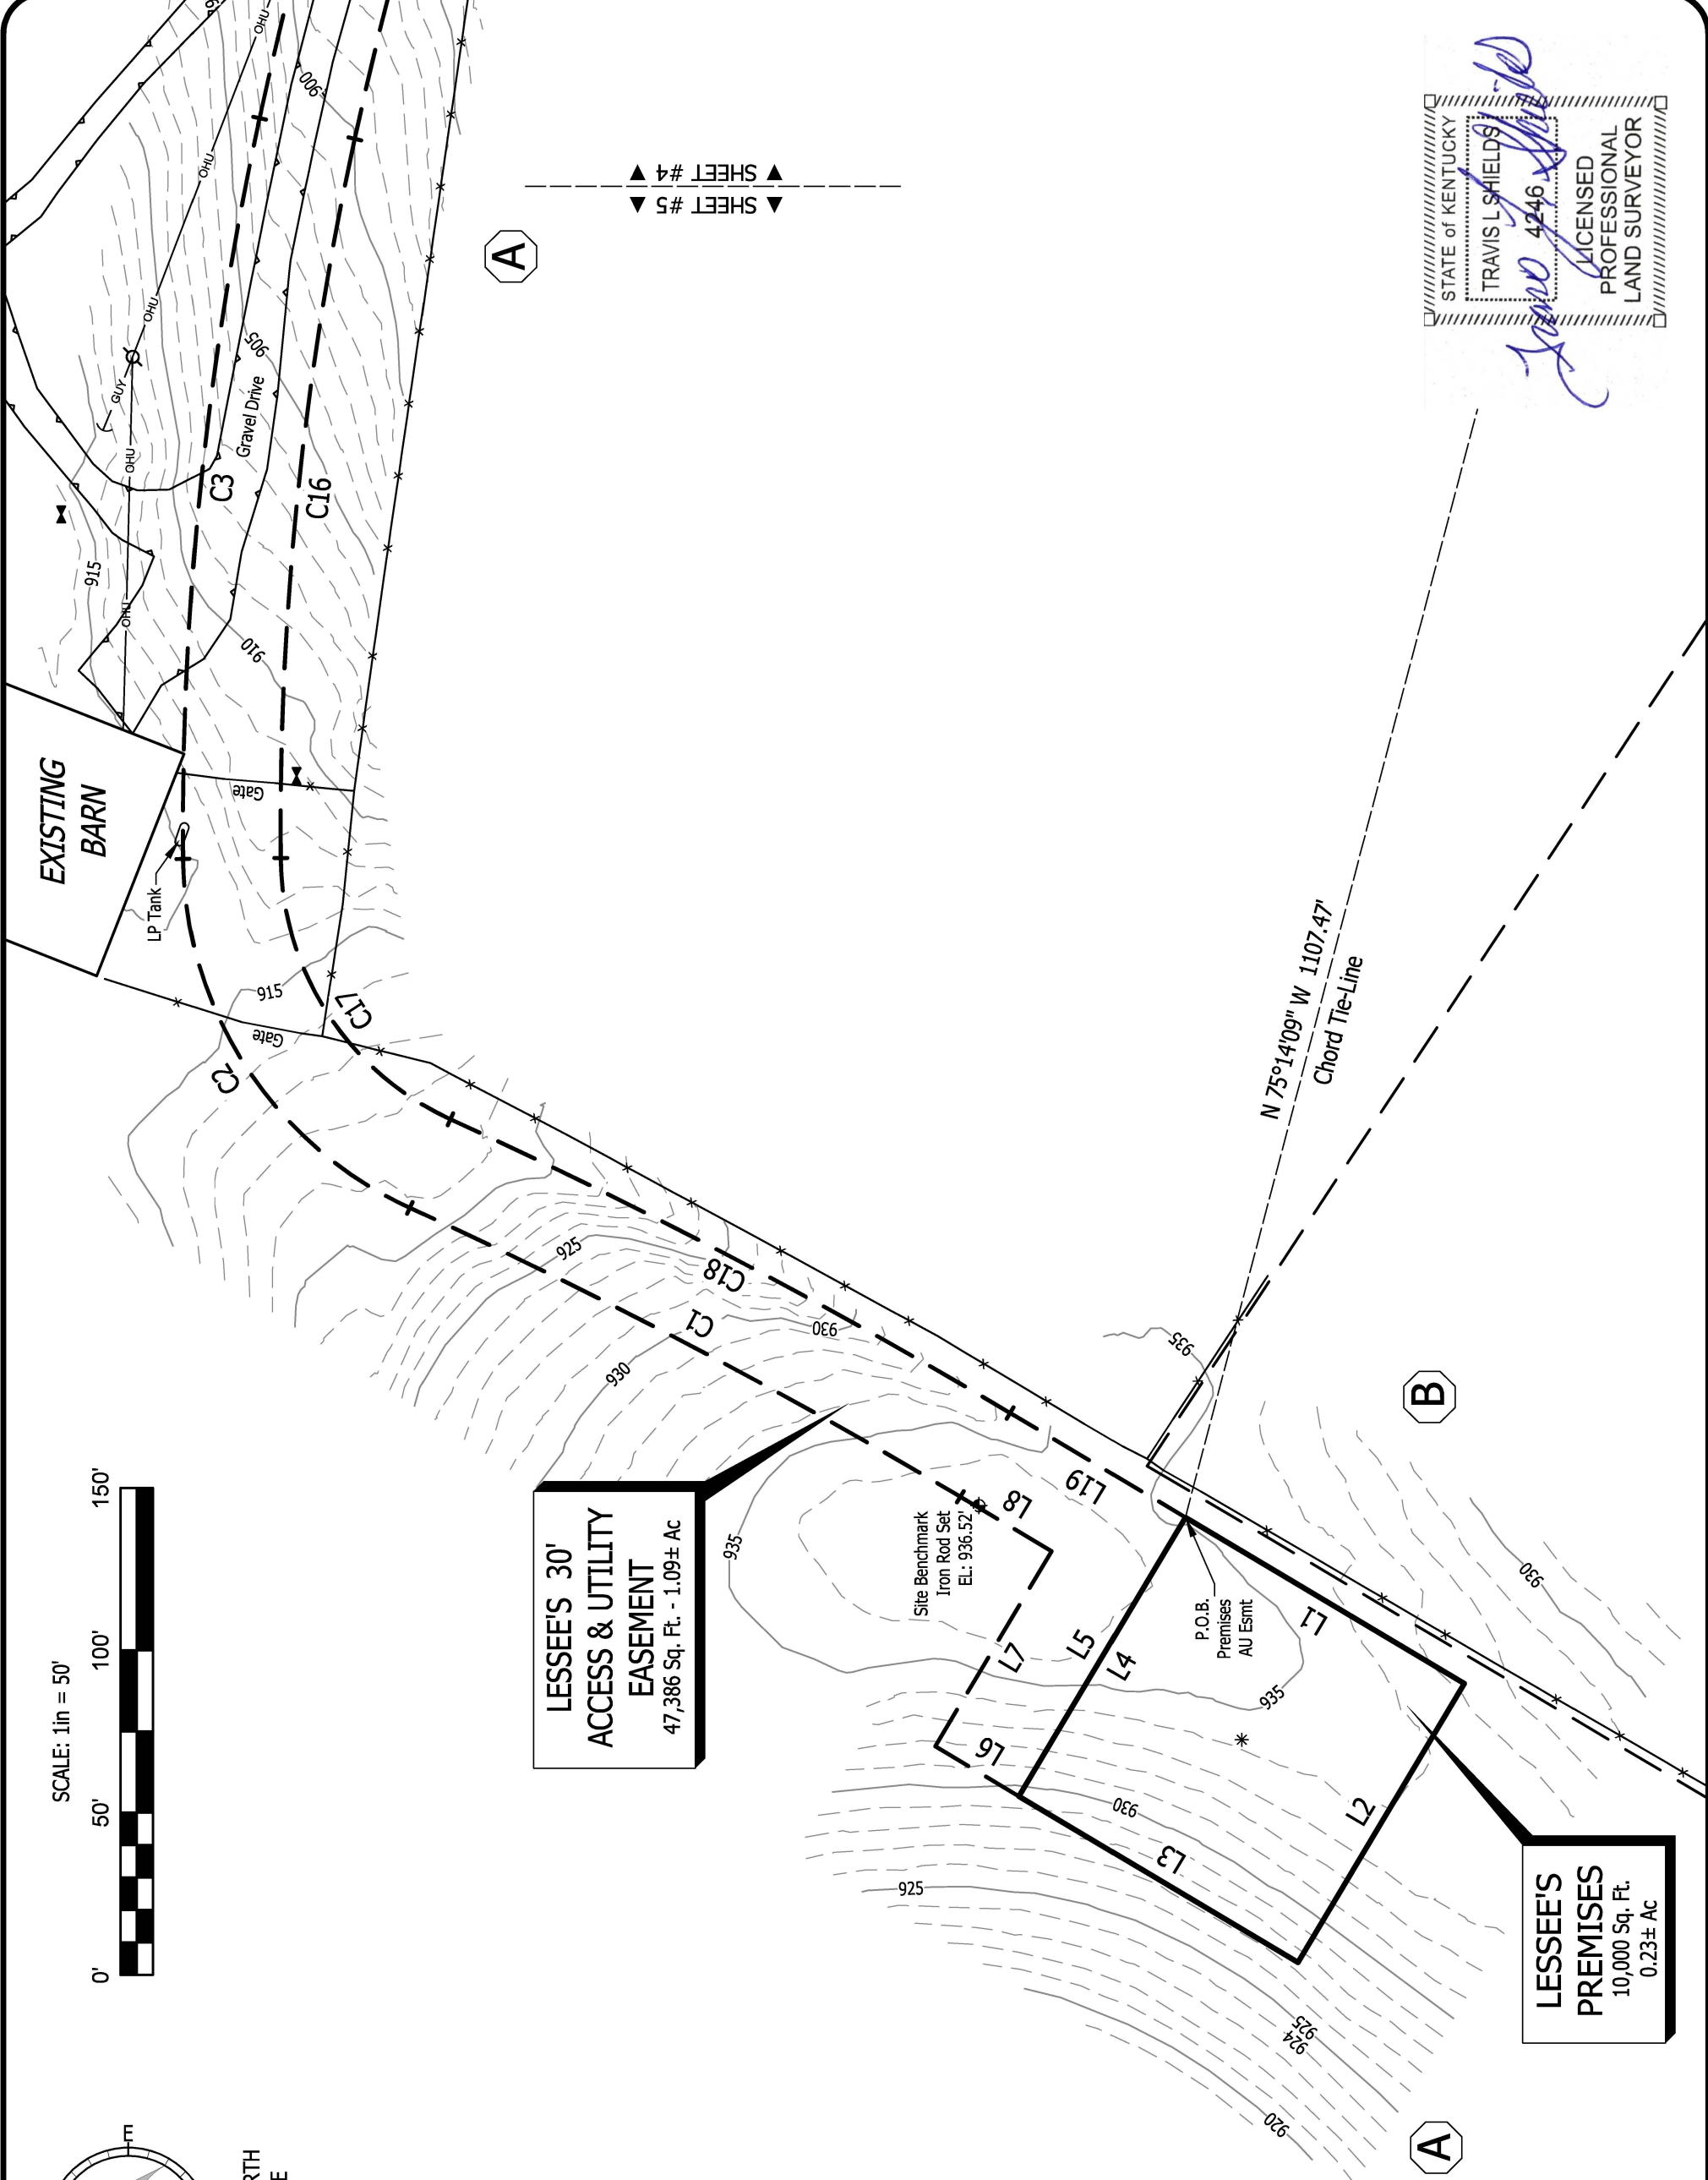 SCALE: 1in = 50'
0' 50' 100' 150'
E
EXISTING
BARN
LP Tank
Gate
Gate
GUY
OHU
OHU
OHU
OHU
OHU
Gravel Drive
915
910
905
900
915
C3
C16
C2
C17
C1
C18
▲ SHEET #4 ▲
▼ SHEET #5 ▼
A
LESSEE'S 30'
ACCESS & UTILITY
EASEMENT
47,386 Sq. Ft. - 1.09± Ac
925
930
930
935
935
935
930
930
925
925
924
920
Site Benchmark
Iron Rod Set
EL: 936.52'
L8
L19
L7
L6
L5
L4
L3
L2
L1
P.O.B.
Premises
AU Esmt
N 75°14'09" W 1107.47'
Chord Tie-Line
B
A
LESSEE'S
PREMISES
10,000 Sq. Ft.
0.23± Ac
STATE of KENTUCKY
TRAVIS L SHIELDS
4246
LICENSED
PROFESSIONAL
LAND SURVEYOR